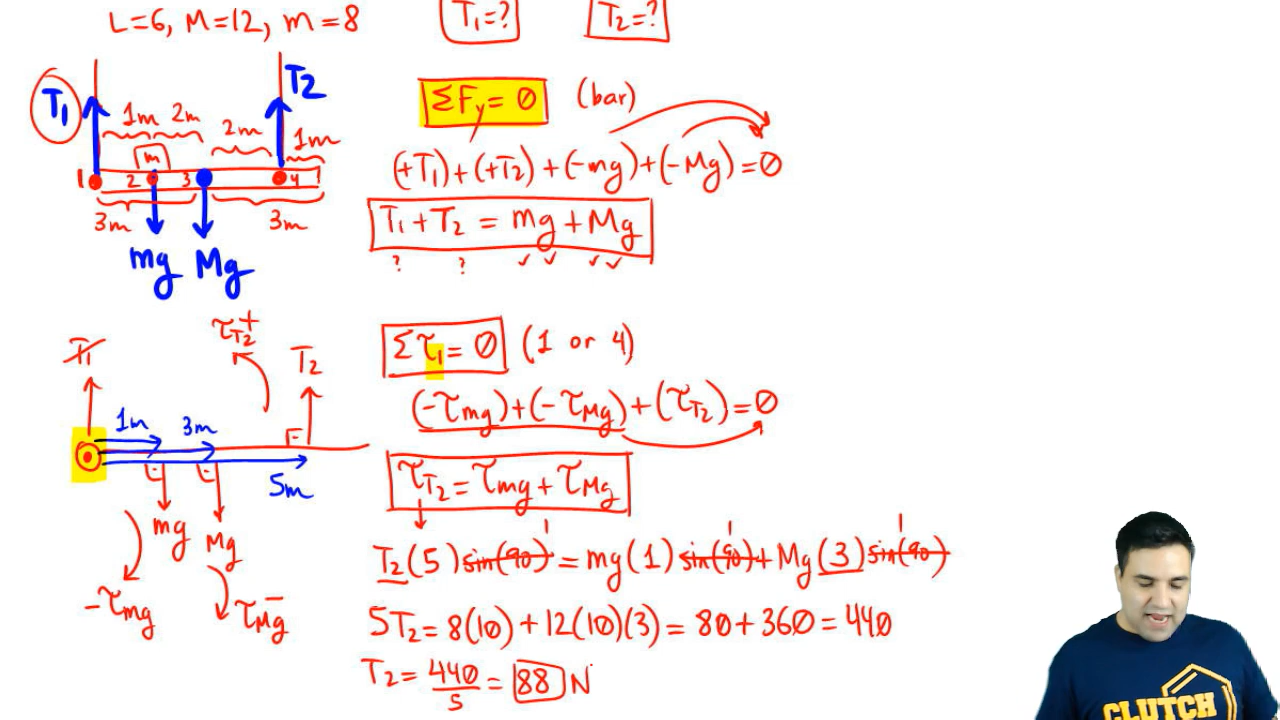 L=6, M=12, m=8
T1=?
T2=?
T1
T2
1m 2m
2m
1m
m
1 2 3 4
3m
3m
mg
Mg
ΣFy=0 (bar)
(+T1)+(+T2)+(-mg)+(-Mg)=0
T1+T2=mg+Mg
? ? ✓ ✓ ✓ ✓
τT2+
T1
T2
1m
3m
5m
mg
Mg
-τmg
τMg-
Στ1=0 (1 or 4)
(-τmg)+(-τMg)+(τT2)=0
τT2=τmg+τMg
1 1 1
T2(5)sin(90)=mg(1)sin(90)+Mg(3)sin(90)
5T2=8(10)+12(10)(3)=80+360=440
T2=440/5=88 N
CLUTCH